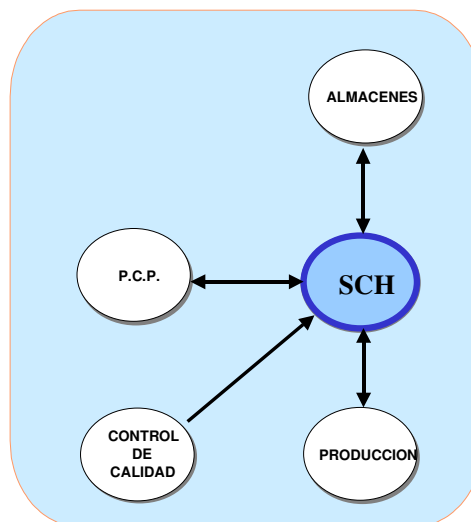 ALMACENES
P.C.P.
SCH
CONTROL
DE
CALIDAD
PRODUCCION